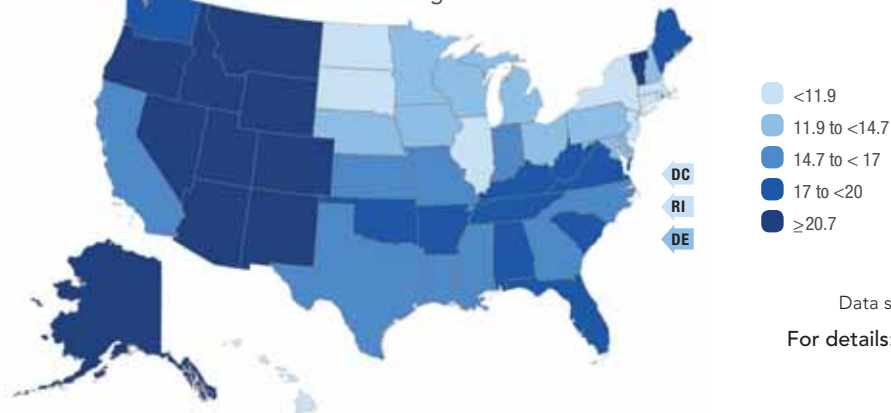 DC
RI
DE
<11.9
11.9 to <14.7
14.7 to < 17
17 to <20
≥20.7
Data s
For details: